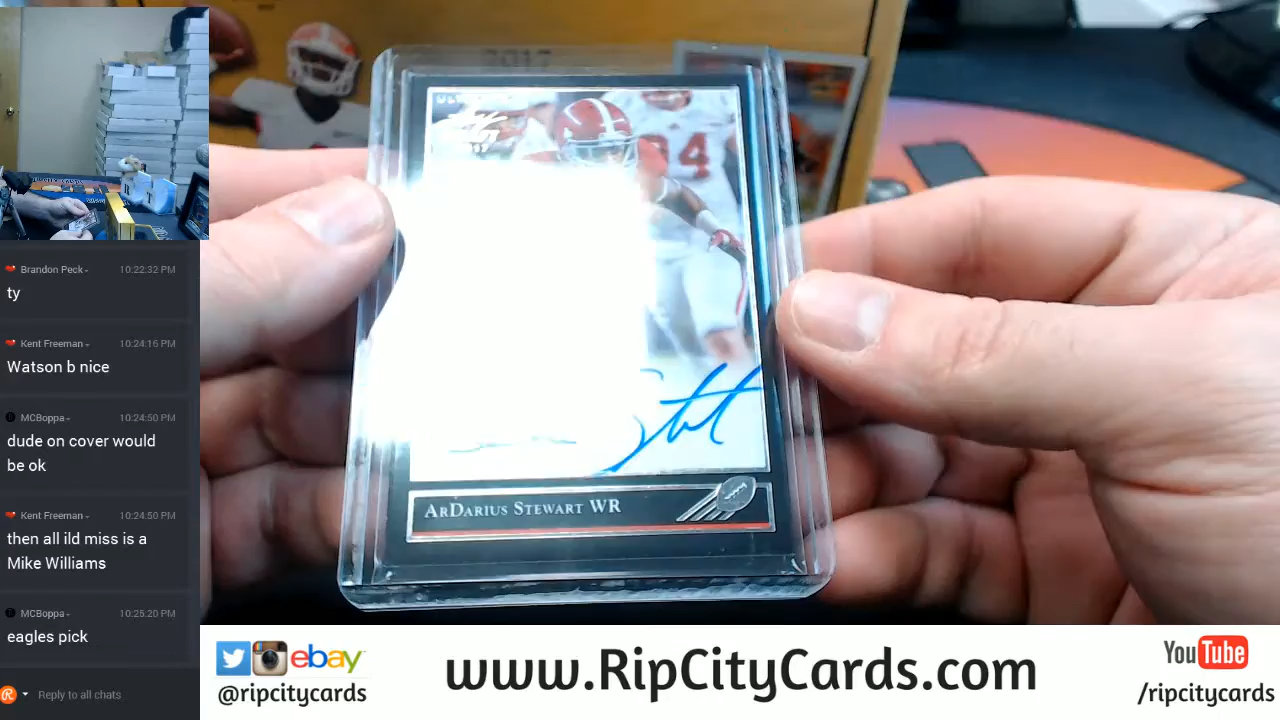 2017
94
ArDarius Stewart WR
Brandon Peck
10:22:32 PM
ty
Kent Freeman
10:24:16 PM
Watson b nice
MCBoppa
10:24:50 PM
dude on cover would
be ok
Kent Freeman
10:24:50 PM
then all ild miss is a
Mike Williams
MCBoppa
10:25:20 PM
eagles pick
Reply to all chats
ebay
@ripcitycards
www.RipCityCards.com
YouTube
/ripcitycards